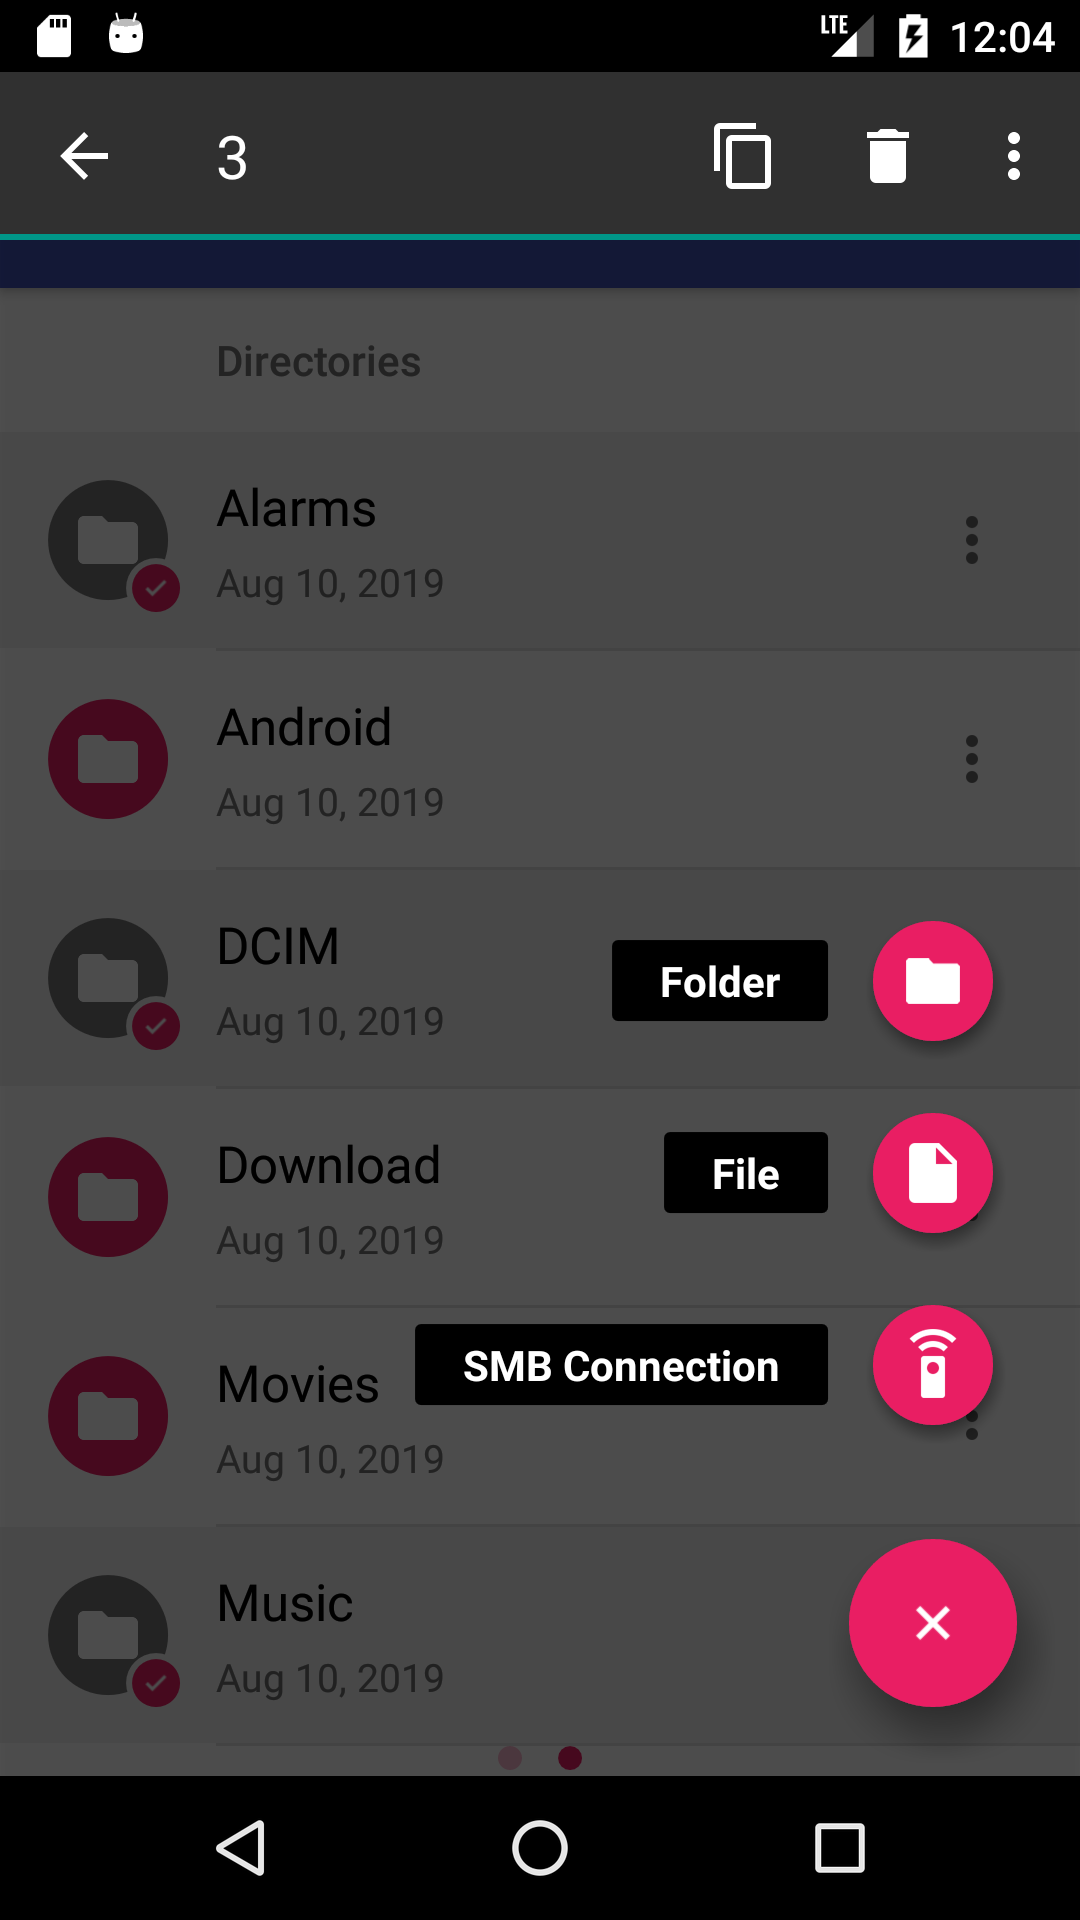 LTE 12:04
3
Directories
Alarms
Aug 10, 2019
Android
Aug 10, 2019
DCIM
Folder
Aug 10, 2019
Download
File
Aug 10, 2019
SMB Connection
Movies
Aug 10, 2019
Music
Aug 10, 2019